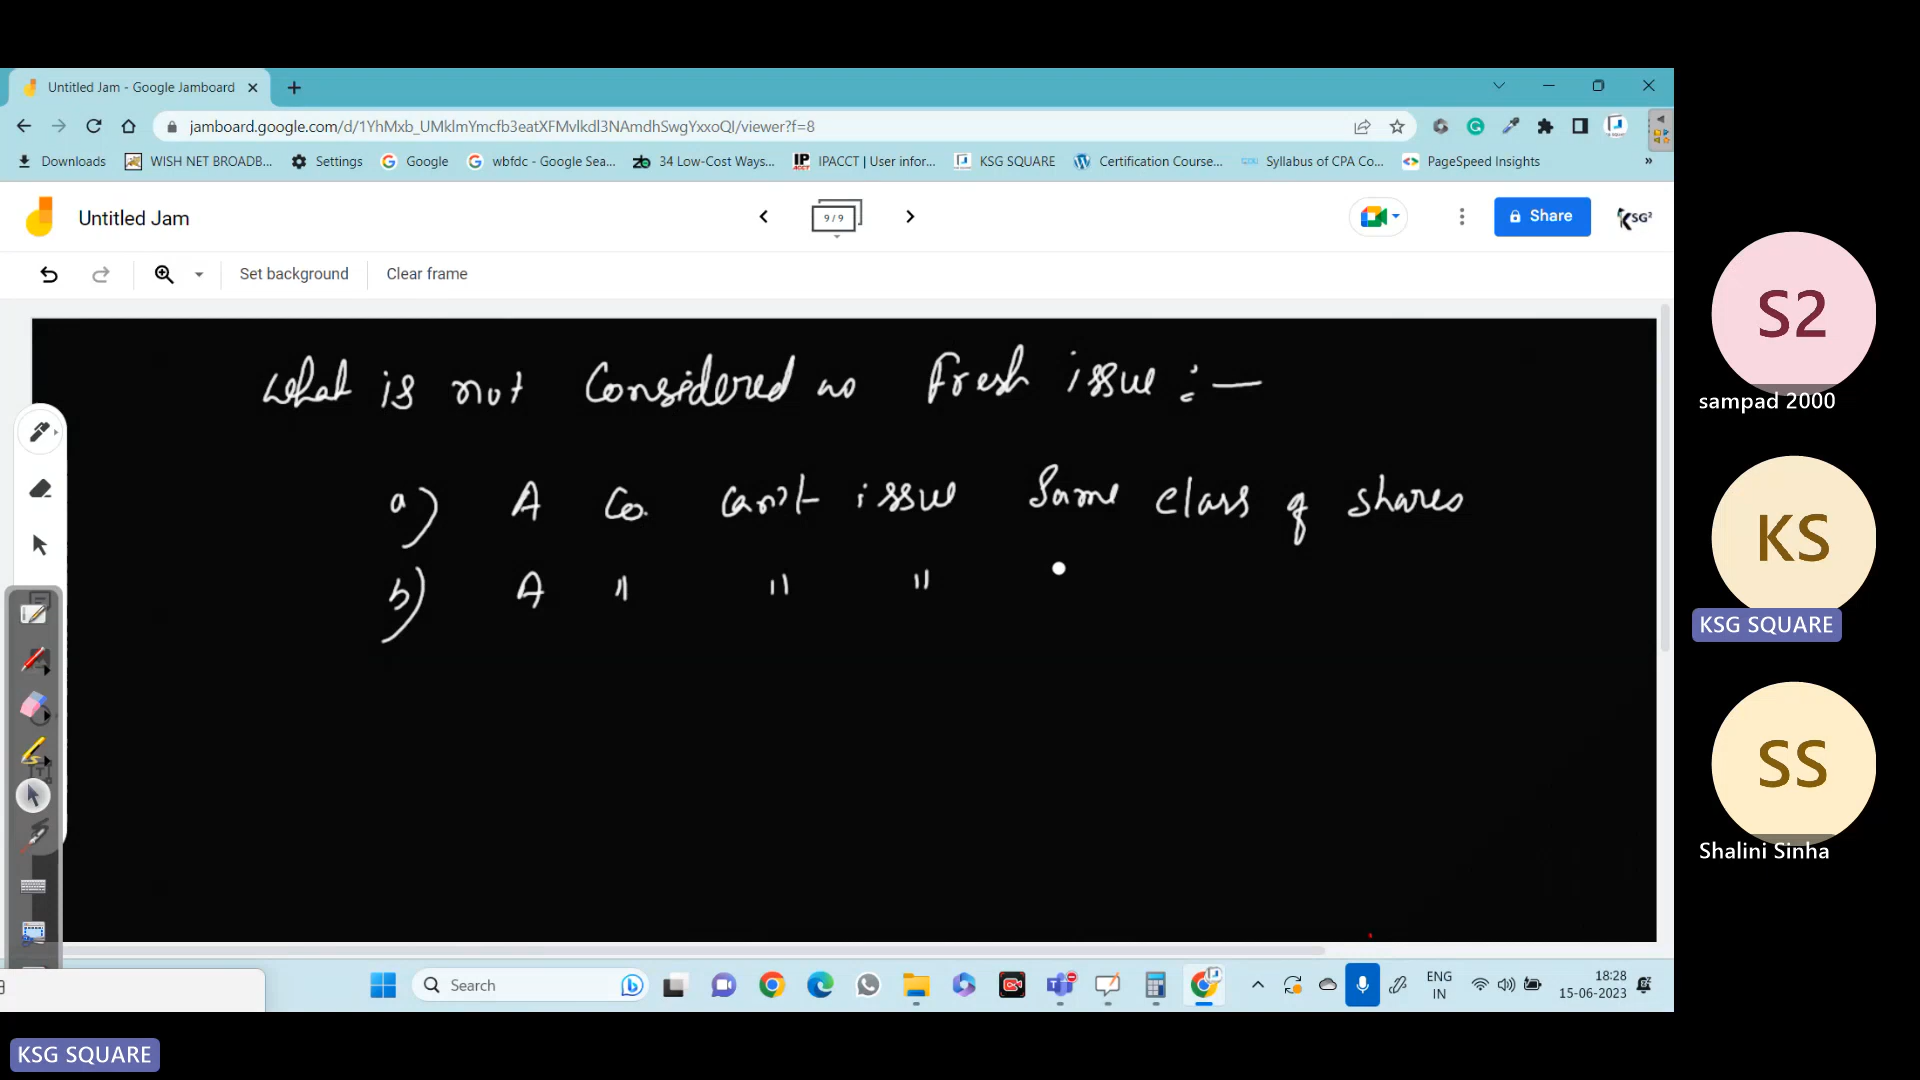 Untitled Jam - Google Jamboard
jamboard.google.com/d/1YhMxb_UMklmYmcfb3eatXFMvlkdl3NAmdhSwgYxxoQI/viewer?f=8
Downloads WISH NET BROADB... Settings Google wbfdc - Google Sea... 34 Low-Cost Ways... IPACCT | User infor... KSG SQUARE Certification Course... Syllabus of CPA Co... PageSpeed Insights »
Untitled Jam 9 / 9 Share KSG²
Set background Clear frame
What is not Considered as Fresh issue :—
a) A Co. can't issue Same class of shares
b) A " " "
S2
sampad 2000
KS
KSG SQUARE
SS
Shalini Sinha
Search ENG IN 18:28 15-06-2023
KSG SQUARE